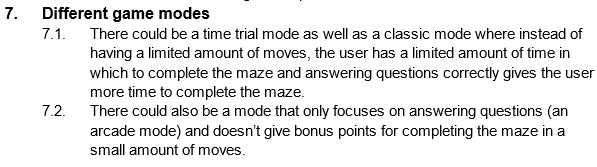 7. Different game modes
7.1. There could be a time trial mode as well as a classic mode where instead of
having a limited amount of moves, the user has a limited amount of time in
which to complete the maze and answering questions correctly gives the user
more time to complete the maze.
7.2. There could also be a mode that only focuses on answering questions (an
arcade mode) and doesn't give bonus points for completing the maze in a
small amount of moves.